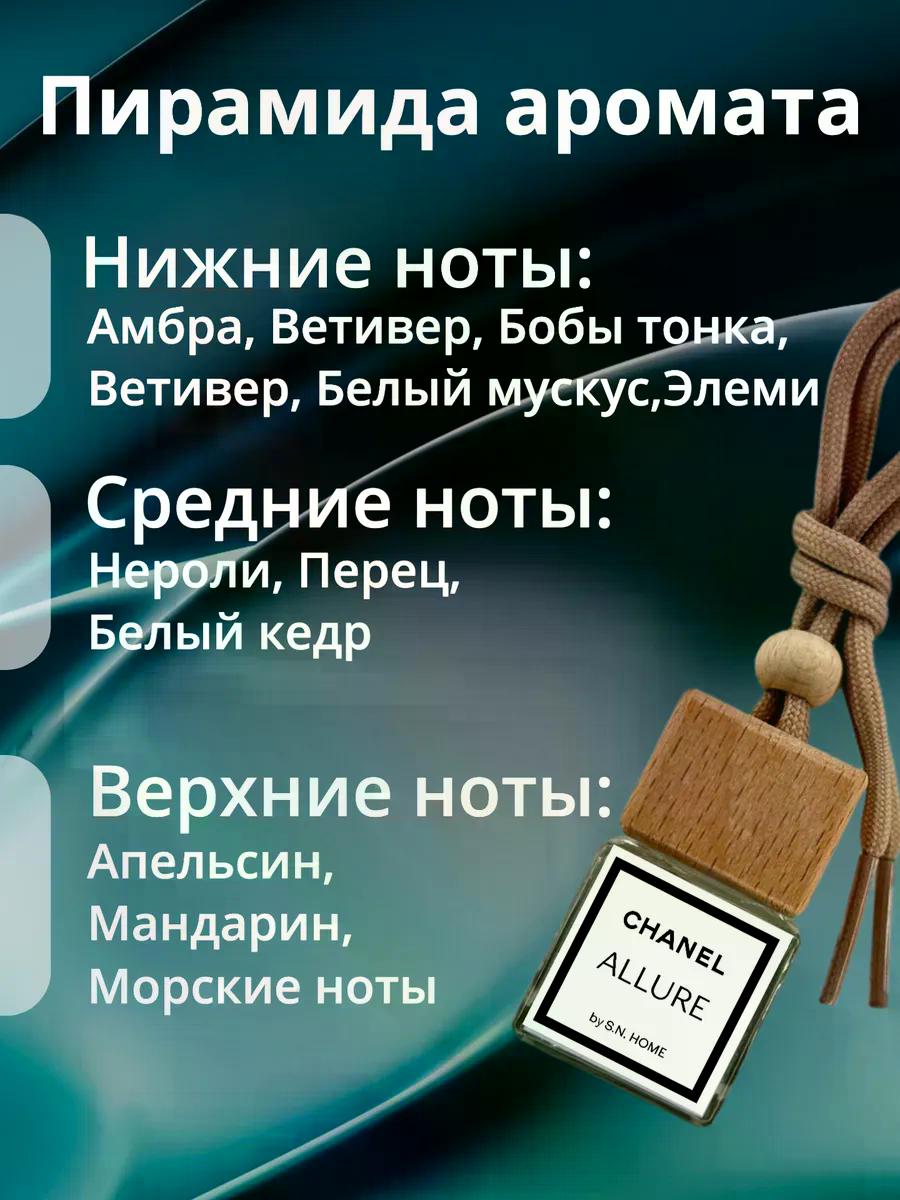 Пирамида аромата
Нижние ноты:
Амбра, Ветивер, Бобы тонка,
Ветивер, Белый мускус,Элеми
Средние ноты:
Нероли, Перец,
Белый кедр
Верхние ноты:
Апельсин,
Мандарин,
Морские ноты
CHANEL
ALLURE
by S.N. HOME